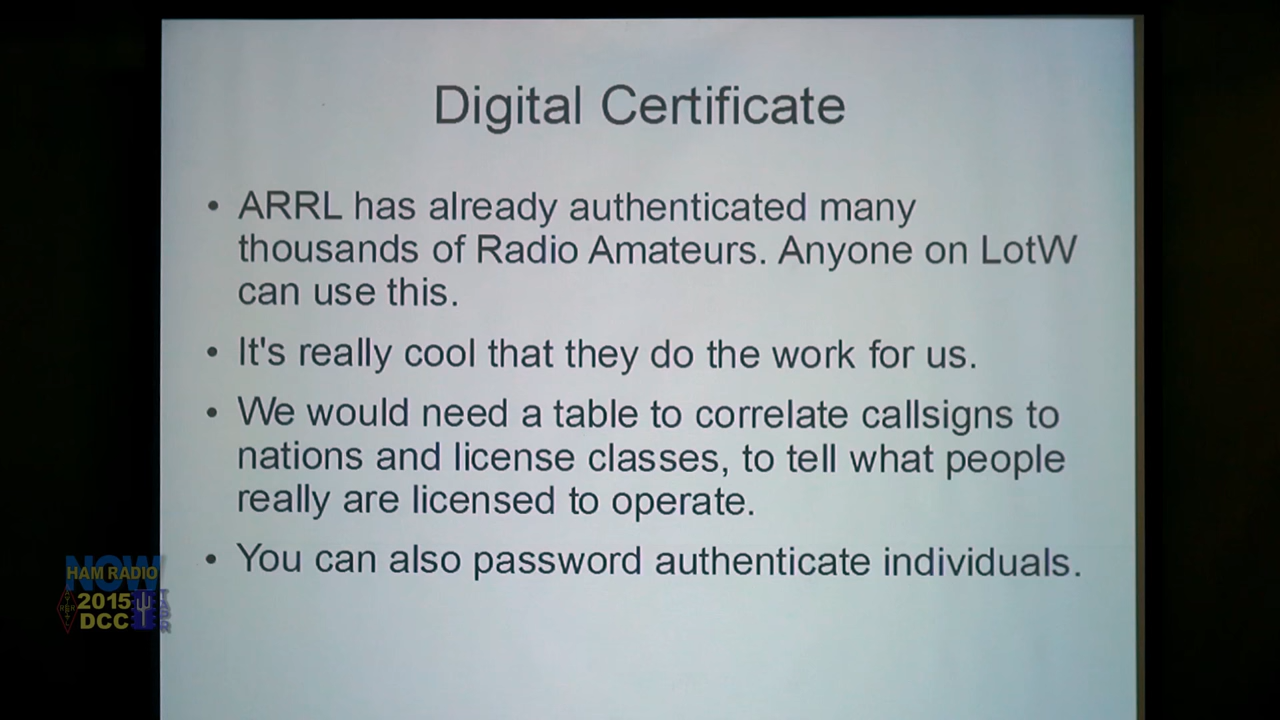 Digital Certificate
• ARRL has already authenticated many
thousands of Radio Amateurs. Anyone on LotW
can use this.
• It's really cool that they do the work for us.
• We would need a table to correlate callsigns to
nations and license classes, to tell what people
really are licensed to operate.
• You can also password authenticate individuals.
NOW
HAM RADIO
2015
DCC
TAPR